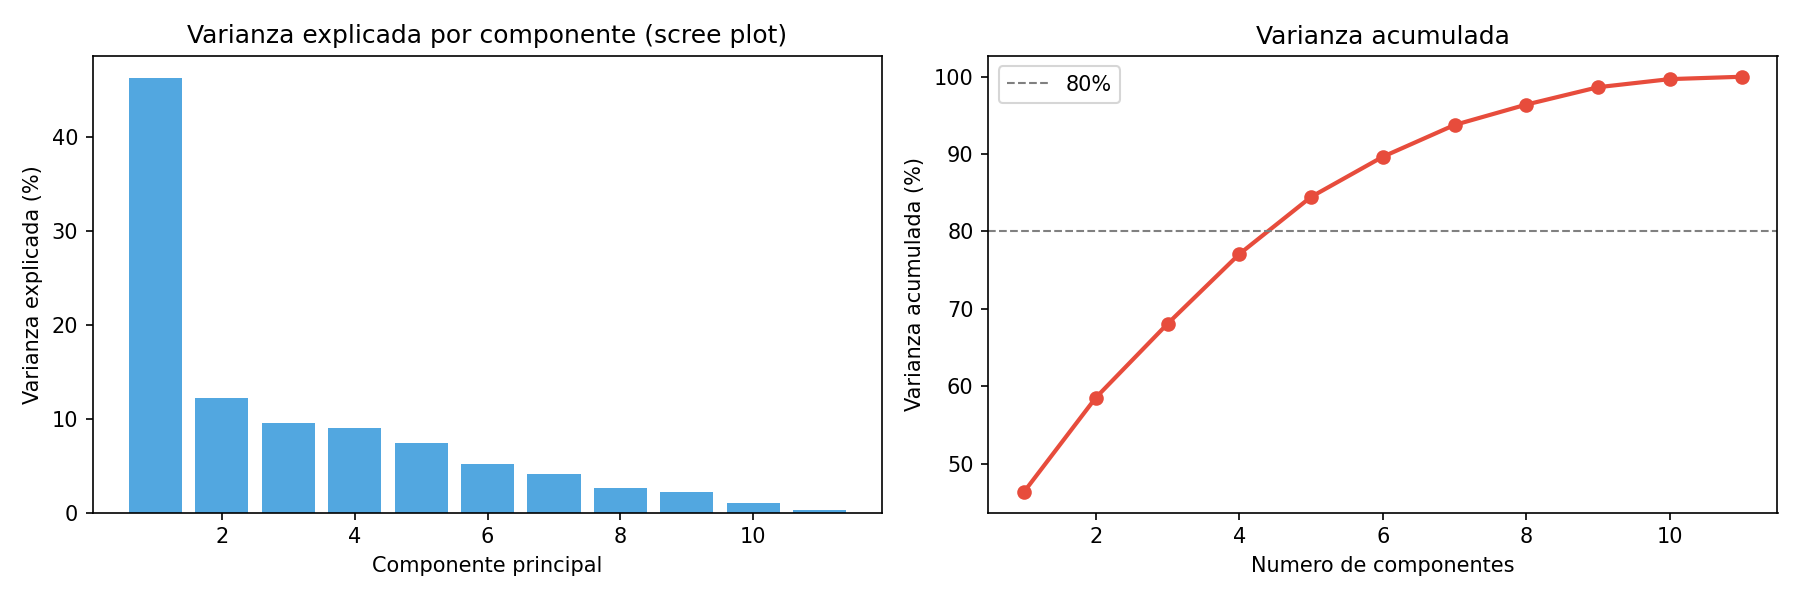 Varianza explicada por componente (scree plot)
Varianza explicada (%)
40
30
20
10
0
2 4 6 8 10
Componente principal
Varianza acumulada
80%
Varianza acumulada (%)
100
90
80
70
60
50
2 4 6 8 10
Numero de componentes